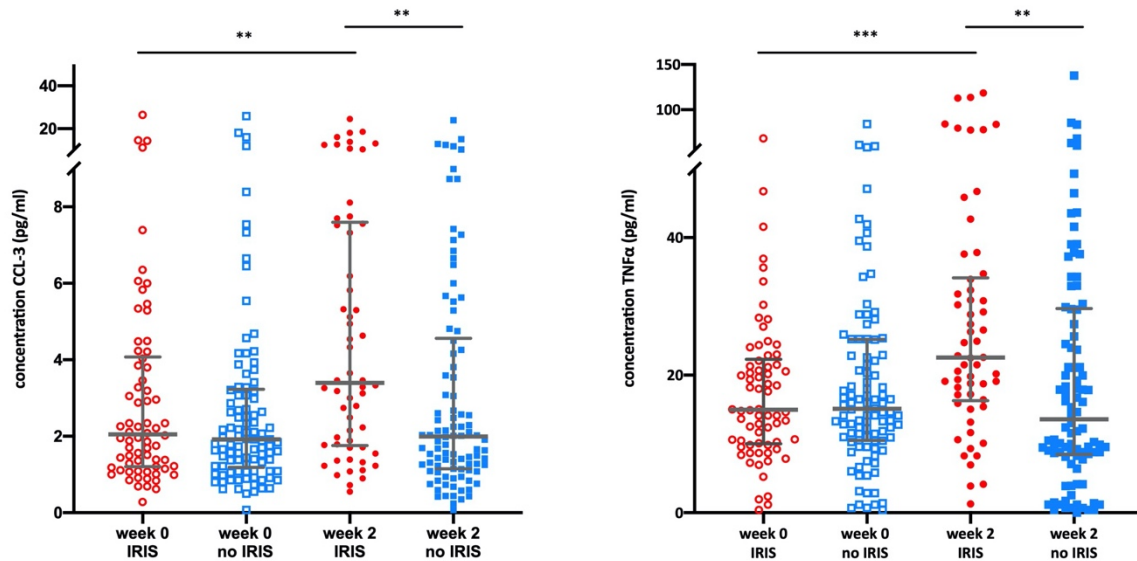 **
**
40
20
8
6
4
2
0
concentration CCL-3 (pg/ml)
week 0
IRIS
week 0
no IRIS
week 2
IRIS
week 2
no IRIS
**
***
150
100
40
20
0
concentration TNFα (pg/ml)
week 0
IRIS
week 0
no IRIS
week 2
IRIS
week 2
no IRIS